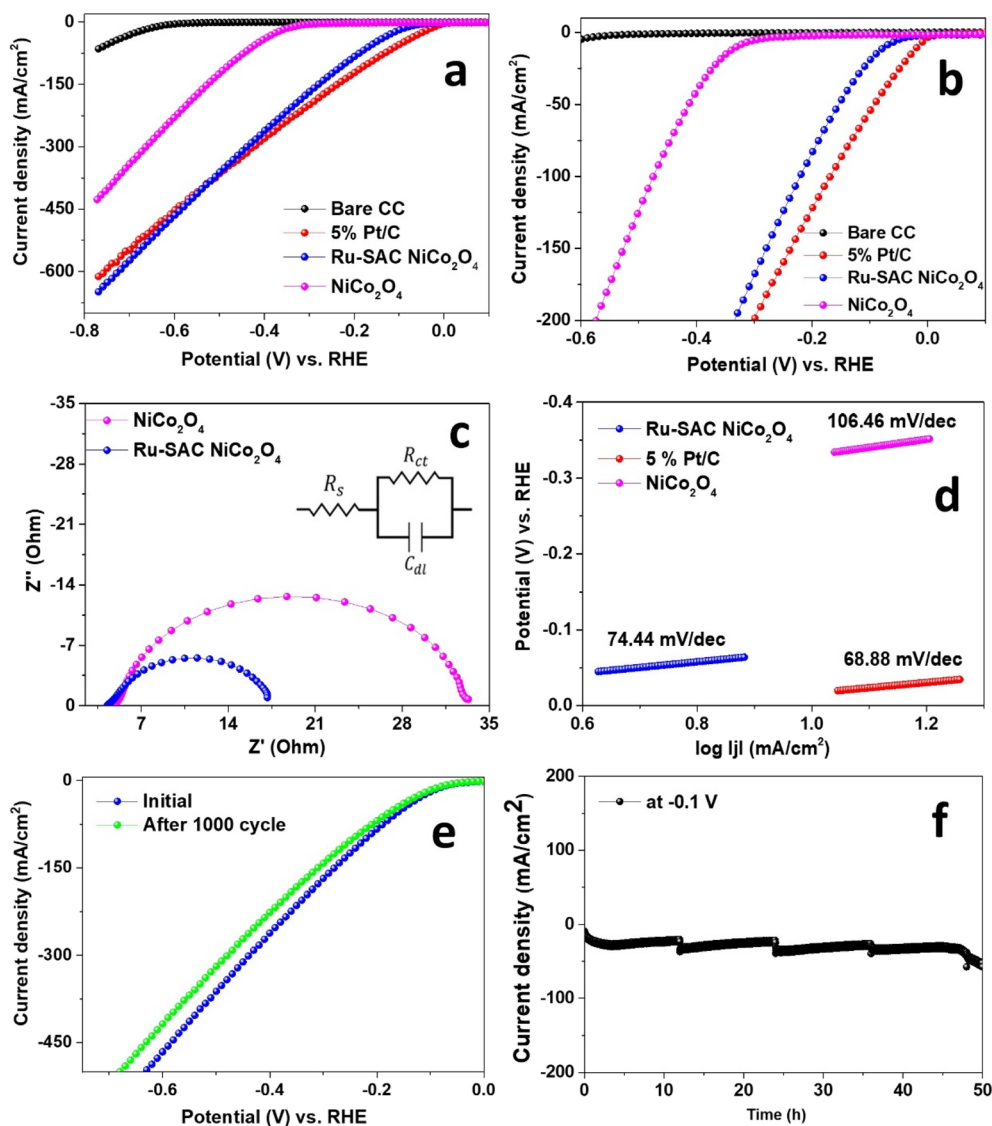 a
0
-150
-300
-450
-600
Current density (mA/cm²)
Bare CC
5% Pt/C
Ru-SAC NiCo₂O₄
NiCo₂O₄
-0.8 -0.6 -0.4 -0.2 0.0
Potential (V) vs. RHE
b
0
-50
-100
-150
-200
Current density (mA/cm²)
Bare CC
5% Pt/C
Ru-SAC NiCo₂O₄
NiCo₂O₄
-0.6 -0.4 -0.2 0.0
Potential (V) vs. RHE
c
-35
-28
-21
-14
-7
0
Z'' (Ohm)
NiCo₂O₄
Ru-SAC NiCo₂O₄
Rct
Rs
Cdl
7 14 21 28 35
Z' (Ohm)
d
-0.4
-0.3
-0.2
-0.1
0.0
Potential (V) vs. RHE
Ru-SAC NiCo₂O₄
5 % Pt/C
NiCo₂O₄
106.46 mV/dec
74.44 mV/dec
68.88 mV/dec
0.6 0.8 1.0 1.2
log IjI (mA/cm²)
e
0
-150
-300
-450
Current density (mA/cm²)
Initial
After 1000 cycle
-0.6 -0.4 -0.2 0.0
Potential (V) vs. RHE
f
200
100
0
-100
-200
Current density (mA/cm²)
at -0.1 V
0 10 20 30 40 50
Time (h)